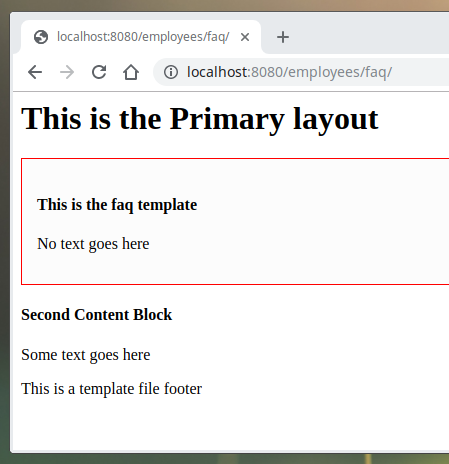 localhost:8080/employees/faq/
localhost:8080/employees/faq/
This is the Primary layout
This is the faq template
No text goes here
Second Content Block
Some text goes here
This is a template file footer